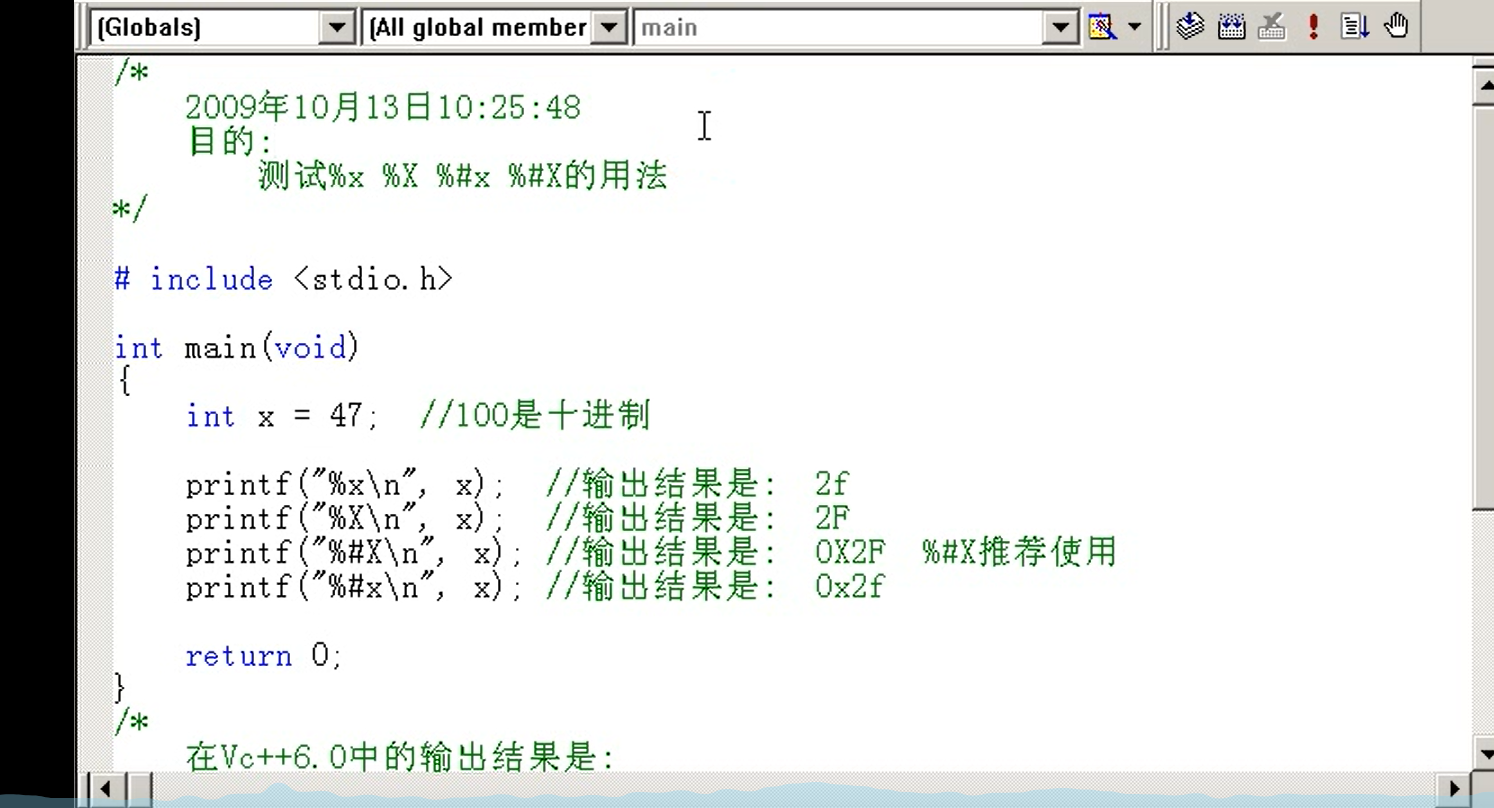 (Globals) (All global member main
/*
    2009年10月13日10:25:48
    目的:
        测试%x %X %#x %#X的用法
*/
# include <stdio.h>
int main(void)
{
    int x = 47;  //100是十进制
    printf("%x\n", x);  //输出结果是:  2f
    printf("%X\n", x);  //输出结果是:  2F
    printf("%#X\n", x); //输出结果是:  0X2F  %#X推荐使用
    printf("%#x\n", x); //输出结果是:  0x2f
    return 0;
}
/*
    在Vc++6.0中的输出结果是: